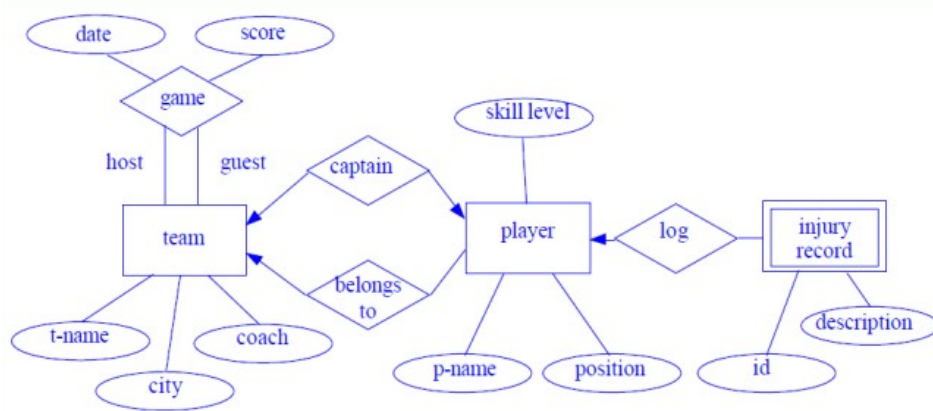 date
score
game
skill level
host
guest
captain
team
player
log
injury
record
belongs
to
t-name
coach
city
p-name
position
id
description